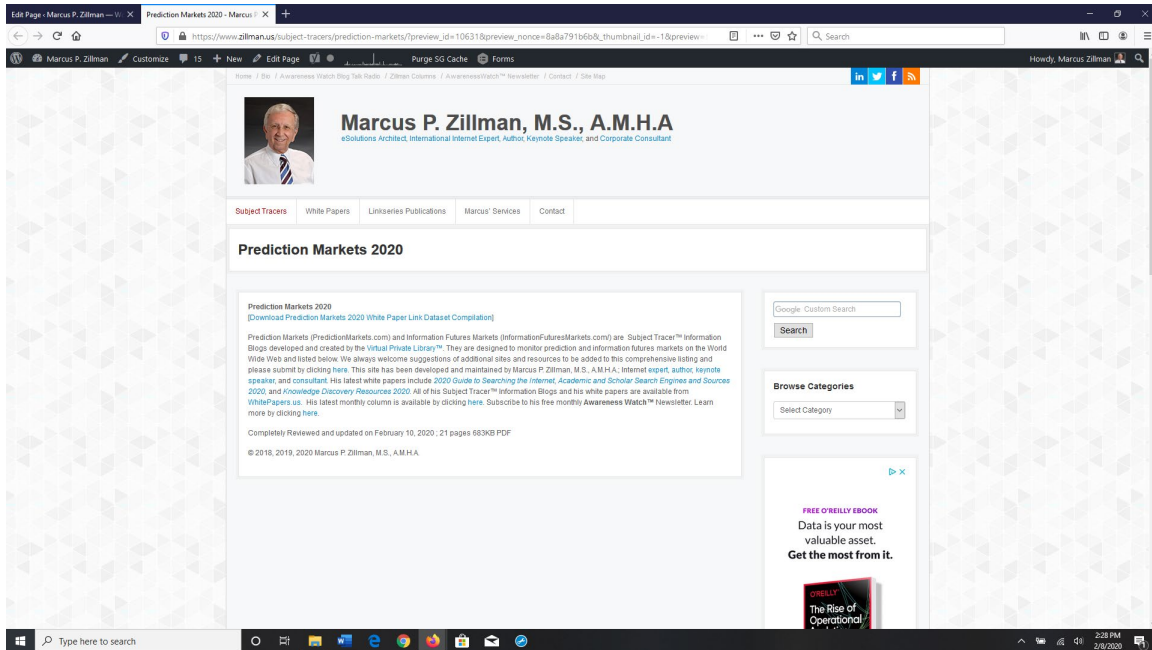 Edit Page ‹ Marcus P. Zillman — W
Prediction Markets 2020 - Marcus P
https://www.zillman.us/subject-tracers/prediction-markets/?preview_id=10631&preview_nonce=8a8a791b6b&_thumbnail_id=-1&preview=
Search
Marcus P. Zillman
Customize
15
New
Edit Page
Purge SG Cache
Forms
Howdy, Marcus Zillman
Home / Bio / Awareness Watch Blog Talk Radio / Zillman Columns / AwarenessWatch™ Newsletter / Contact / Site Map
Marcus P. Zillman, M.S., A.M.H.A
eSolutions Architect, International Internet Expert, Author, Keynote Speaker, and Corporate Consultant
Subject Tracers
White Papers
Linkseries Publications
Marcus' Services
Contact
Prediction Markets 2020
Prediction Markets 2020
[Download Prediction Markets 2020 White Paper Link Dataset Compilation]
Prediction Markets (PredictionMarkets.com) and Information Futures Markets (InformationFuturesMarkets.com/) are Subject Tracer™ Information
Blogs developed and created by the Virtual Private Library™. They are designed to monitor prediction and information futures markets on the World
Wide Web and listed below. We always welcome suggestions of additional sites and resources to be added to this comprehensive listing and
please submit by clicking here. This site has been developed and maintained by Marcus P. Zillman, M.S., A.M.H.A.; Internet expert, author, keynote
speaker, and consultant. His latest white papers include 2020 Guide to Searching the Internet, Academic and Scholar Search Engines and Sources
2020, and Knowledge Discovery Resources 2020. All of his Subject Tracer™ Information Blogs and his white papers are available from
WhitePapers.us. His latest monthly column is available by clicking here. Subscribe to his free monthly Awareness Watch™ Newsletter. Learn
more by clicking here.
Completely Reviewed and updated on February 10, 2020 ; 21 pages 683KB PDF
© 2018, 2019, 2020 Marcus P. Zillman, M.S., A.M.H.A.
Google Custom Search
Search
Browse Categories
Select Category
FREE O'REILLY EBOOK
Data is your most
valuable asset.
Get the most from it.
O'REILLY
The Rise of
Operational
Type here to search
2:28 PM
2/8/2020